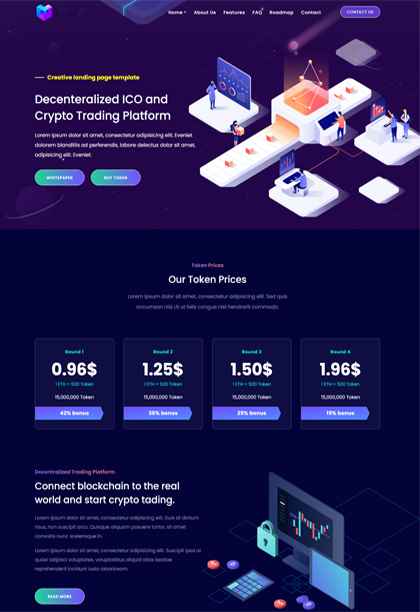 Home About Us Features FAQ Roadmap Contact CONTACT US
Creative landing page template
Decenteralized ICO and
Crypto Trading Platform
Lorem ipsum dolor sit amet, consectetur adipisicing elit. Eveniet
dolorem blanditiis ad perferendis, labore delectus dolor sit amet,
adipisicing elit. Eveniet.
WHITEPAPER BUY TOKEN
Token Prices
Our Token Prices
Lorem ipsum dolor sit amet, consectetur adipisicing elit. Sed quis
accumsan nisi Ut ut felis congue nisl hendrerit commodo.
Round 1 Round 2 Round 3 Round 4
0.96$ 1.25$ 1.50$ 1.96$
1 ETH = 500 Token 1 ETH = 500 Token 1 ETH = 500 Token 1 ETH = 500 Token
15,000,000 Token 15,000,000 Token 15,000,000 Token 15,000,000 Token
42% bonus 35% bonus 25% bonus 15% bonus
Decentralized Trading Platform
Connect blockchain to the real
world and start crypto tading.
Lorem ipsum dolor sit amet, consectetur adipiscing elit. Duis at dictum
risus, non suscipit arcu. Quisque aliquam posuere tortor, sit amet
convallis nunc scelerisque in.
Lorem ipsum dolor sit amet, consectetur adipisicing elit. Suscipit ipsa ut
quasi adipisci voluptates, voluptatibus aliquid alias beatae
reprehenderit incidunt iusto laboriosam.
READ MORE